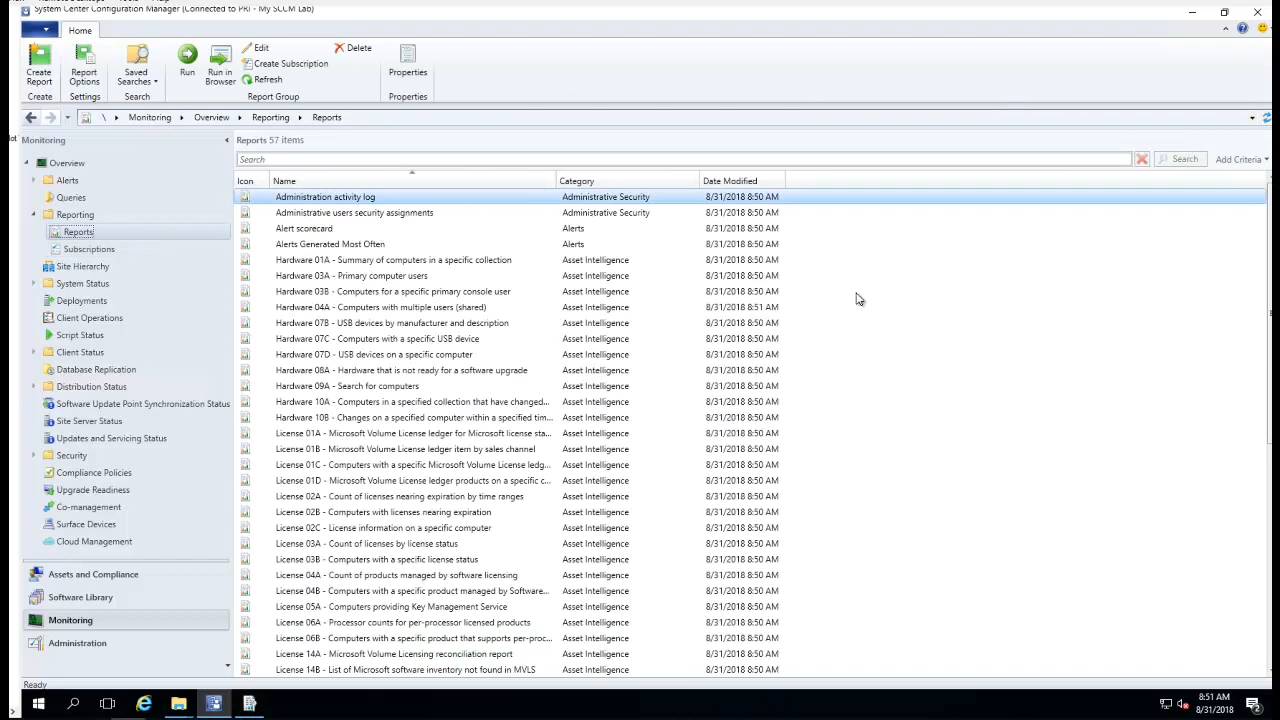 System Center Configuration Manager (Connected to PRI - My SCCM Lab)
Home
Create Report
Report Options
Saved Searches
Run
Run in Browser
Edit
Create Subscription
Refresh
Delete
Properties
Create
Settings
Search
Report Group
Properties
\ Monitoring Overview Reporting Reports
Monitoring
Reports 57 items
Search
Search
Add Criteria
Overview
Alerts
Queries
Reporting
Reports
Subscriptions
Site Hierarchy
System Status
Deployments
Client Operations
Script Status
Client Status
Database Replication
Distribution Status
Software Update Point Synchronization Status
Site Server Status
Updates and Servicing Status
Security
Compliance Policies
Upgrade Readiness
Co-management
Surface Devices
Cloud Management
Assets and Compliance
Software Library
Monitoring
Administration
Icon Name Category Date Modified
Administration activity log Administrative Security 8/31/2018 8:50 AM
Administrative users security assignments Administrative Security 8/31/2018 8:50 AM
Alert scorecard Alerts 8/31/2018 8:50 AM
Alerts Generated Most Often Alerts 8/31/2018 8:50 AM
Hardware 01A - Summary of computers in a specific collection Asset Intelligence 8/31/2018 8:50 AM
Hardware 03A - Primary computer users Asset Intelligence 8/31/2018 8:50 AM
Hardware 03B - Computers for a specific primary console user Asset Intelligence 8/31/2018 8:50 AM
Hardware 04A - Computers with multiple users (shared) Asset Intelligence 8/31/2018 8:51 AM
Hardware 07B - USB devices by manufacturer and description Asset Intelligence 8/31/2018 8:50 AM
Hardware 07C - Computers with a specific USB device Asset Intelligence 8/31/2018 8:50 AM
Hardware 07D - USB devices on a specific computer Asset Intelligence 8/31/2018 8:50 AM
Hardware 08A - Hardware that is not ready for a software upgrade Asset Intelligence 8/31/2018 8:50 AM
Hardware 09A - Search for computers Asset Intelligence 8/31/2018 8:50 AM
Hardware 10A - Computers in a specified collection that have changed... Asset Intelligence 8/31/2018 8:50 AM
Hardware 10B - Changes on a specified computer within a specified tim... Asset Intelligence 8/31/2018 8:50 AM
License 01A - Microsoft Volume License ledger for Microsoft license sta... Asset Intelligence 8/31/2018 8:50 AM
License 01B - Microsoft Volume License ledger item by sales channel Asset Intelligence 8/31/2018 8:50 AM
License 01C - Computers with a specific Microsoft Volume License ledg... Asset Intelligence 8/31/2018 8:50 AM
License 01D - Microsoft Volume License ledger products on a specific c... Asset Intelligence 8/31/2018 8:50 AM
License 02A - Count of licenses nearing expiration by time ranges Asset Intelligence 8/31/2018 8:50 AM
License 02B - Computers with licenses nearing expiration Asset Intelligence 8/31/2018 8:50 AM
License 02C - License information on a specific computer Asset Intelligence 8/31/2018 8:50 AM
License 03A - Count of licenses by license status Asset Intelligence 8/31/2018 8:50 AM
License 03B - Computers with a specific license status Asset Intelligence 8/31/2018 8:50 AM
License 04A - Count of products managed by software licensing Asset Intelligence 8/31/2018 8:50 AM
License 04B - Computers with a specific product managed by Software... Asset Intelligence 8/31/2018 8:50 AM
License 05A - Computers providing Key Management Service Asset Intelligence 8/31/2018 8:50 AM
License 06A - Processor counts for per-processor licensed products Asset Intelligence 8/31/2018 8:50 AM
License 06B - Computers with a specific product that supports per-proc... Asset Intelligence 8/31/2018 8:50 AM
License 14A - Microsoft Volume Licensing reconciliation report Asset Intelligence 8/31/2018 8:50 AM
License 14B - List of Microsoft software inventory not found in MVLS Asset Intelligence 8/31/2018 8:50 AM
Ready
8:51 AM
8/31/2018
2